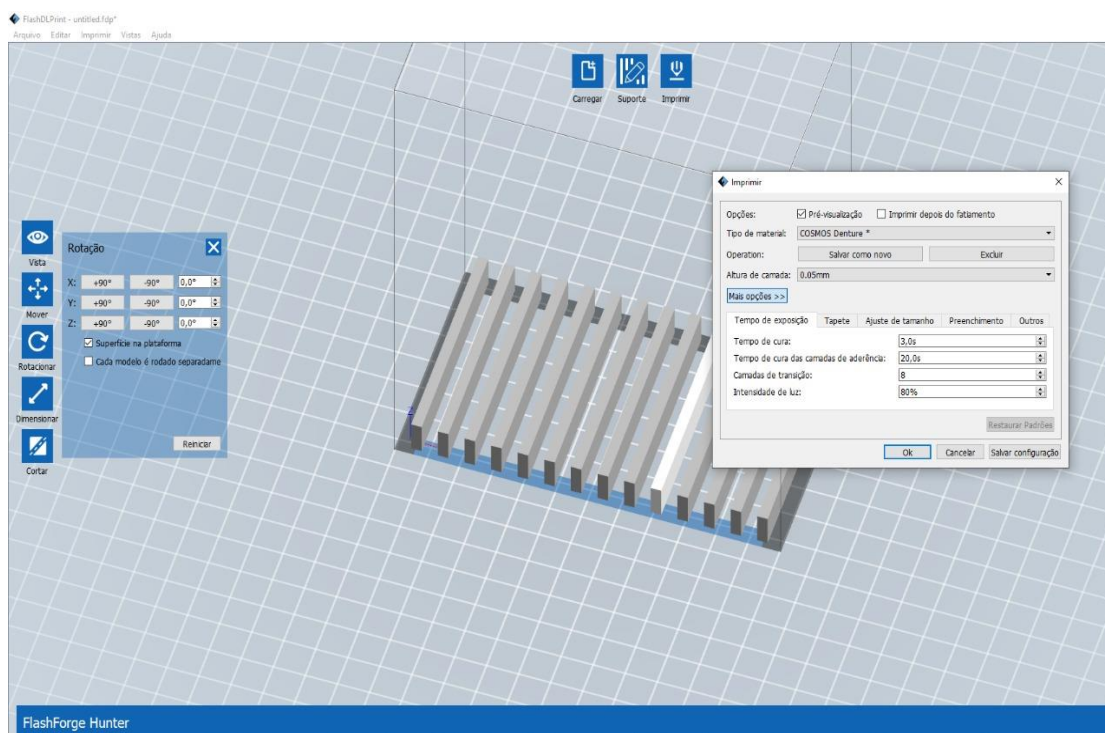 FlashDLPrint - untitled.fdp*
Arquivo Editar Imprimir Vistas Ajuda
Carregar Suporte Imprimir
Vista
Mover
Rotacionar
Dimensionar
Cortar
Rotação
X: +90° -90° 0,0°
Y: +90° -90° 0,0°
Z: +90° -90° 0,0°
Superfície na plataforma
Cada modelo é rodado separadame
Reiniciar
Imprimir
Opções: Pré-visualização Imprimir depois do fatiamento
Tipo de material: COSMOS Denture *
Operation: Salvar como novo Excluir
Altura de camada: 0.05mm
Mais opções >>
Tempo de exposição Tapete Ajuste de tamanho Preenchimento Outros
Tempo de cura: 3,0s
Tempo de cura das camadas de aderência: 20,0s
Camadas de transição: 8
Intensidade de luz: 80%
Restaurar Padrões
Ok Cancelar Salvar configuração
FlashForge Hunter